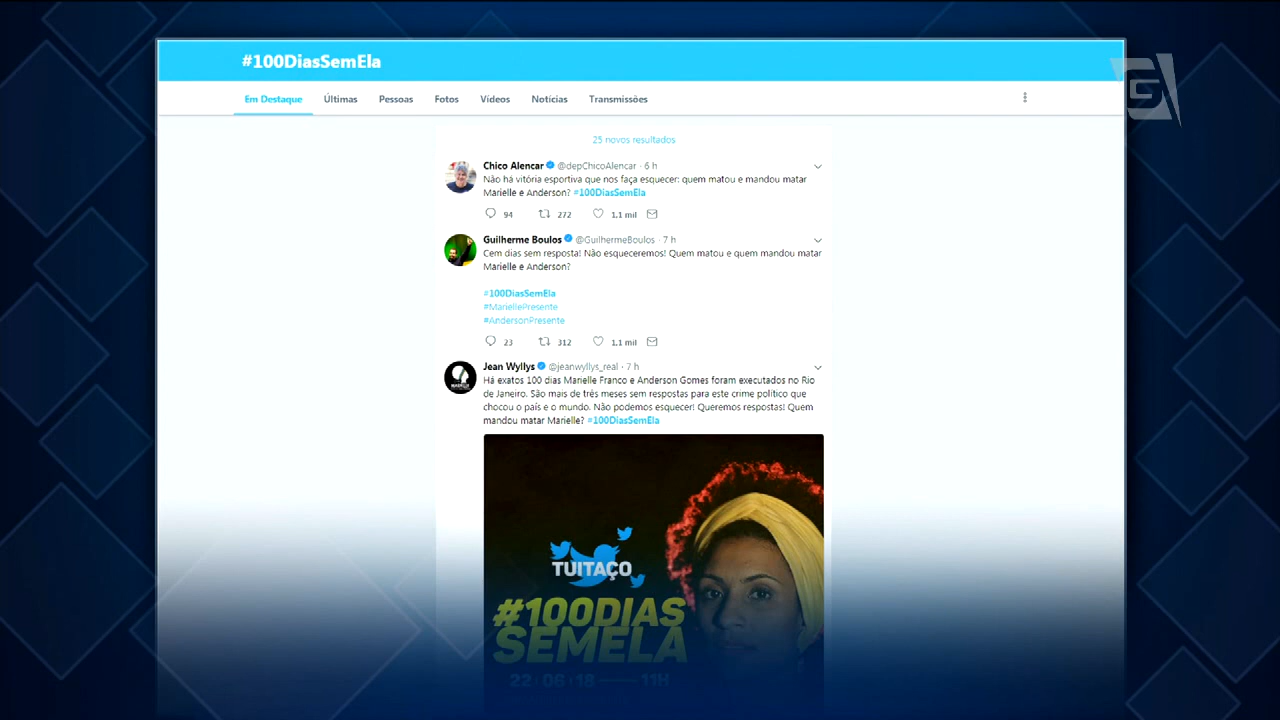 #100DiasSemEla
Em Destaque Últimas Pessoas Fotos Vídeos Notícias Transmissões
25 novos resultados
Chico Alencar @depChicoAlencar · 6 h
Não há vitória esportiva que nos faça esquecer: quem matou e mandou matar
Marielle e Anderson? #100DiasSemEla
94 272 1.1 mil
Guilherme Boulos @GuilhermeBoulos · 7 h
Cem dias sem resposta! Não esqueceremos! Quem matou e quem mandou matar
Marielle e Anderson?
#100DiasSemEla
#MariellePresente
#AndersonPresente
23 312 1.1 mil
Jean Wyllys @jeanwyllys_real · 7 h
Há exatos 100 dias Marielle Franco e Anderson Gomes foram executados no Rio
de Janeiro. São mais de três meses sem respostas para este crime político que
chocou o país e o mundo. Não podemos esquecer! Queremos respostas! Quem
mandou matar Marielle? #100DiasSemEla
TUITAÇO
#100DIAS
SEMELA
22·06·18 11H